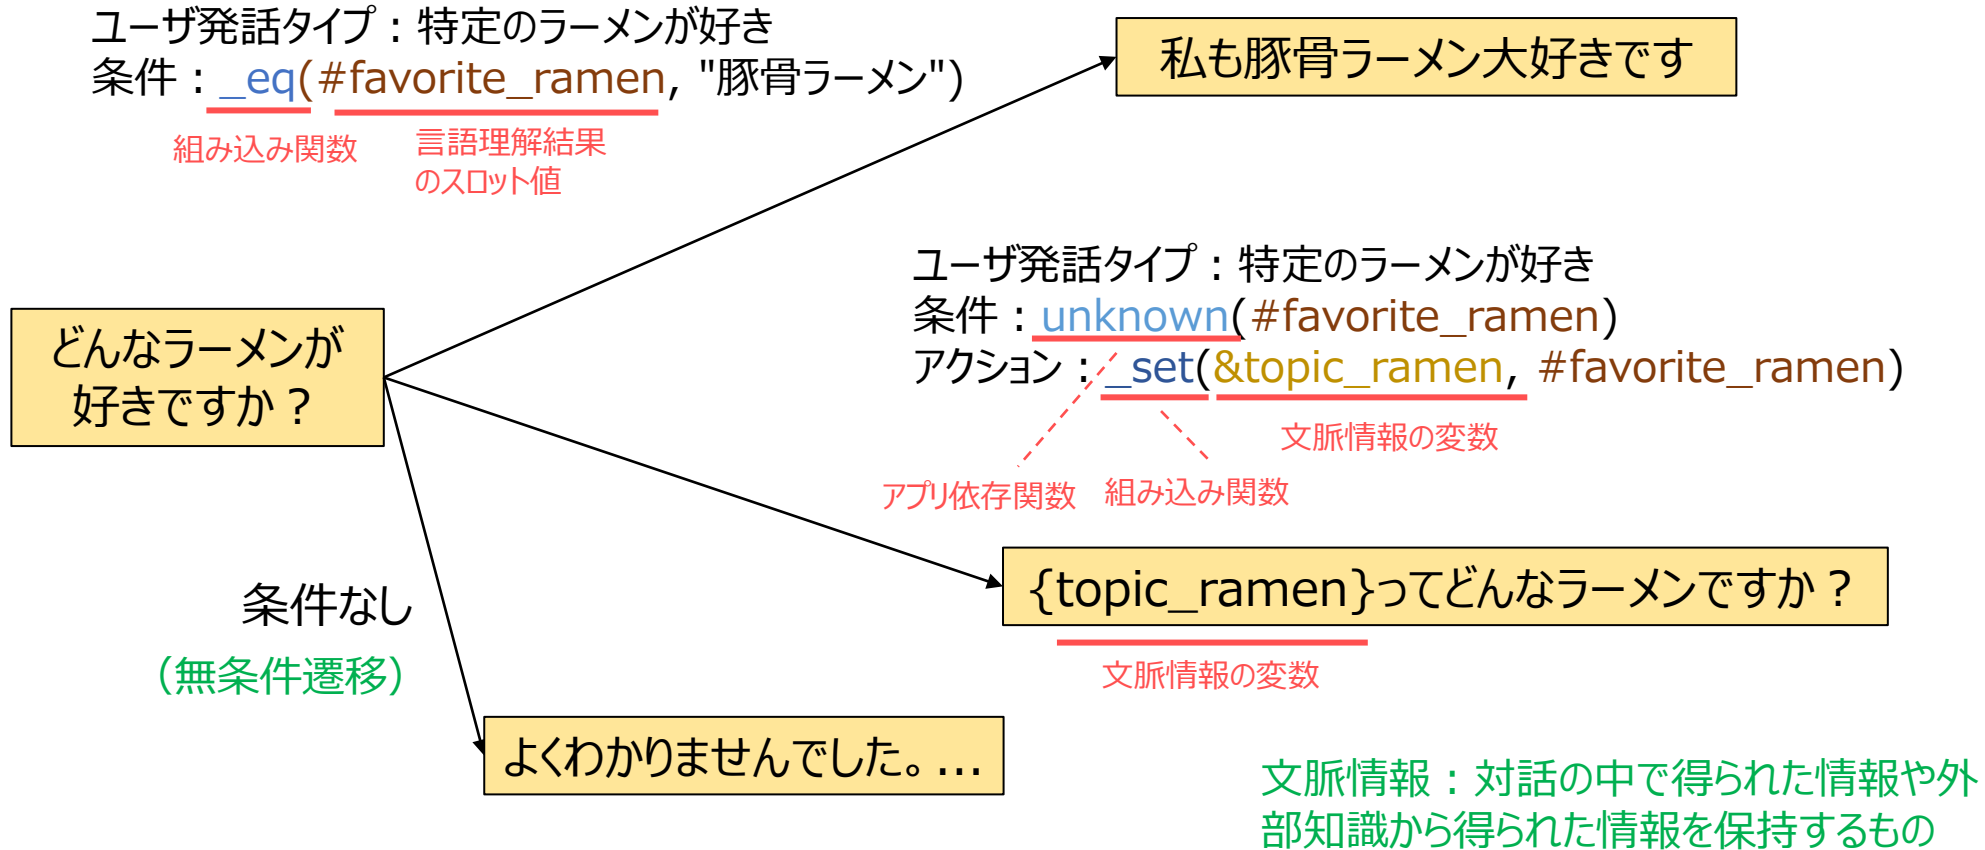 ユーザ発話タイプ：特定のラーメンが好き
条件：_eq(#favorite_ramen, "豚骨ラーメン")
組み込み関数
言語理解結果
のスロット値
私も豚骨ラーメン大好きです
どんなラーメンが
好きですか？
ユーザ発話タイプ：特定のラーメンが好き
条件：unknown(#favorite_ramen)
アクション：_set(&topic_ramen, #favorite_ramen)
文脈情報の変数
アプリ依存関数
組み込み関数
{topic_ramen}ってどんなラーメンですか？
文脈情報の変数
条件なし
（無条件遷移）
よくわかりませんでした。...
文脈情報：対話の中で得られた情報や外
部知識から得られた情報を保持するもの